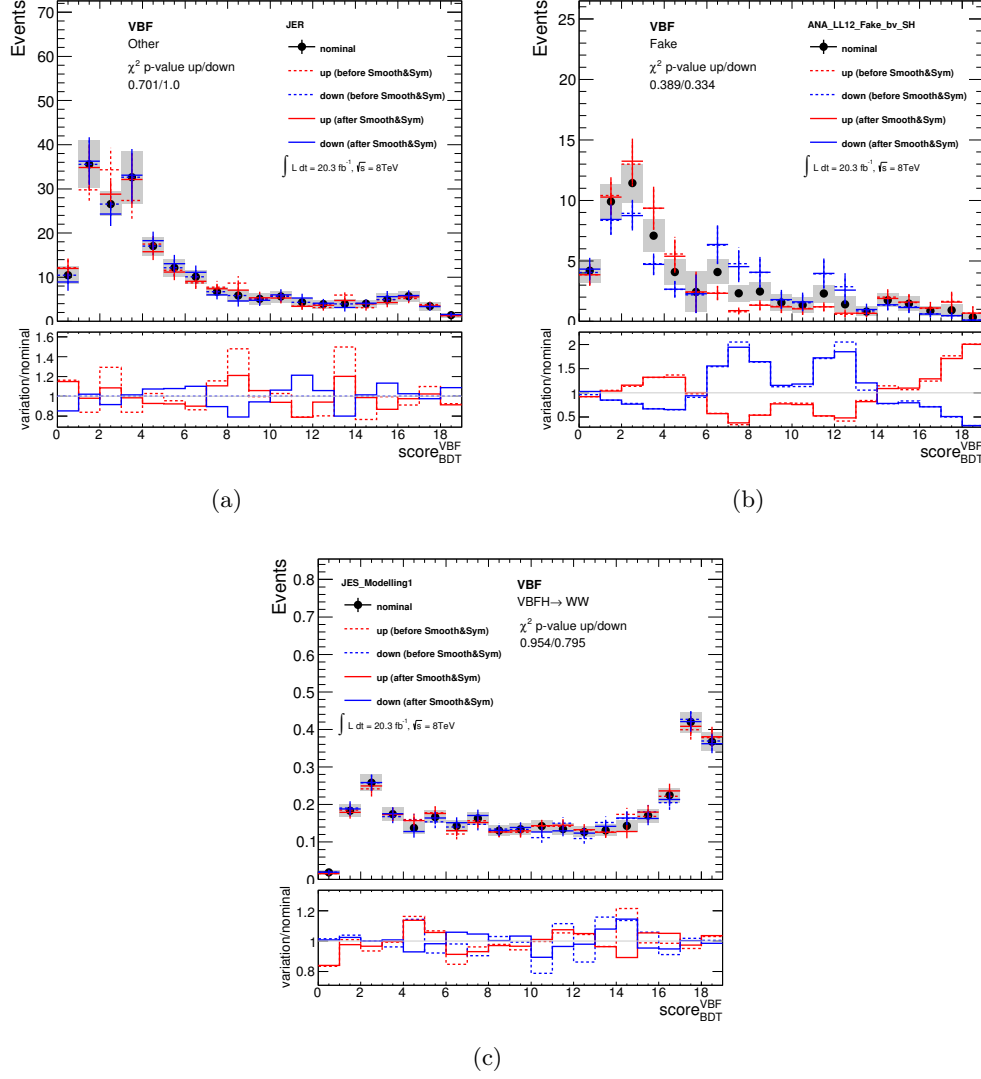 Events
70
60
50
40
30
20
10
0
VBF
Other
χ² p-value up/down
0.701/1.0
JER
nominal
up (before Smooth&Sym)
down (before Smooth&Sym)
up (after Smooth&Sym)
down (after Smooth&Sym)
∫ L dt = 20.3 fb⁻¹, √s = 8TeV
variation/nominal
1.6
1.4
1.2
1
0.8
0 2 4 6 8 10 12 14 16 18
score VBF BDT
(a)
Events
25
20
15
10
5
0
VBF
Fake
χ² p-value up/down
0.389/0.334
ANA_LL12_Fake_bv_SH
nominal
up (before Smooth&Sym)
down (before Smooth&Sym)
up (after Smooth&Sym)
down (after Smooth&Sym)
∫ L dt = 20.3 fb⁻¹, √s = 8TeV
variation/nominal
2
1.5
1
0.5
0 2 4 6 8 10 12 14 16 18
score VBF BDT
(b)
Events
0.8
0.7
0.6
0.5
0.4
0.3
0.2
0.1
0
JES_Modelling1
nominal
up (before Smooth&Sym)
down (before Smooth&Sym)
up (after Smooth&Sym)
down (after Smooth&Sym)
∫ L dt = 20.3 fb⁻¹, √s = 8TeV
VBF
VBFH→ WW
χ² p-value up/down
0.954/0.795
variation/nominal
1.2
1
0.8
0 2 4 6 8 10 12 14 16 18
score VBF BDT
(c)